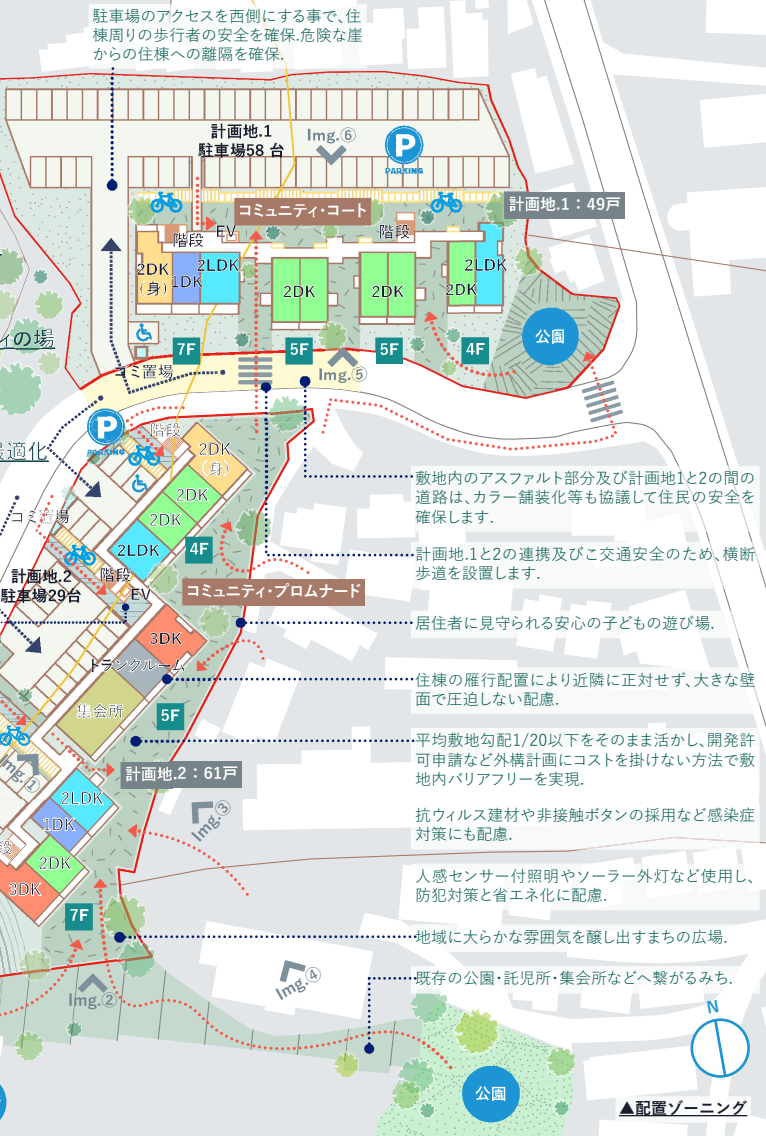 駐車場のアクセスを西側にする事で、住
棟周りの歩行者の安全を確保.危険な崖
からの住棟への離隔を確保.
計画地.1
駐車場58 台
Img.⑥
P
PARKING
コミュニティ・コート
計画地.1：49戸
階段
EV
階段
2DK
(身)
1DK
2LDK
2DK
2DK
2DK
2LDK
公園
7F
5F
5F
4F
ゴミ置場
Img.⑤
ィの場
P
PARKING
階段
2DK
(身)
最適化
2DK
2DK
2LDK
ゴミ置場
4F
敷地内のアスファルト部分及び計画地1と2の間の
道路は、カラー舗装化等も協議して住民の安全を
確保します.
計画地.1と2の連携及びこ交通安全のため、横断
歩道を設置します.
計画地.2
駐車場29台
階段
EV
コミュニティ・プロムナード
居住者に見守られる安心の子どもの遊び場.
3DK
トランクルーム
集会所
5F
住棟の雁行配置により近隣に正対せず、大きな壁
面で圧迫しない配慮.
平均敷地勾配1/20以下をそのまま活かし、開発許
可申請など外構計画にコストを掛けない方法で敷
地内バリアフリーを実現.
Img.①
計画地.2：61戸
2LDK
1DK
2DK
3DK
段
Img.③
抗ウィルス建材や非接触ボタンの採用など感染症
対策にも配慮.
人感センサー付照明やソーラー外灯など使用し、
防犯対策と省エネ化に配慮.
7F
地域に大らかな雰囲気を醸し出すまちの広場.
Img.②
Img.④
既存の公園・託児所・集会所などへ繋がるみち.
N
公園
▲配置ゾーニング